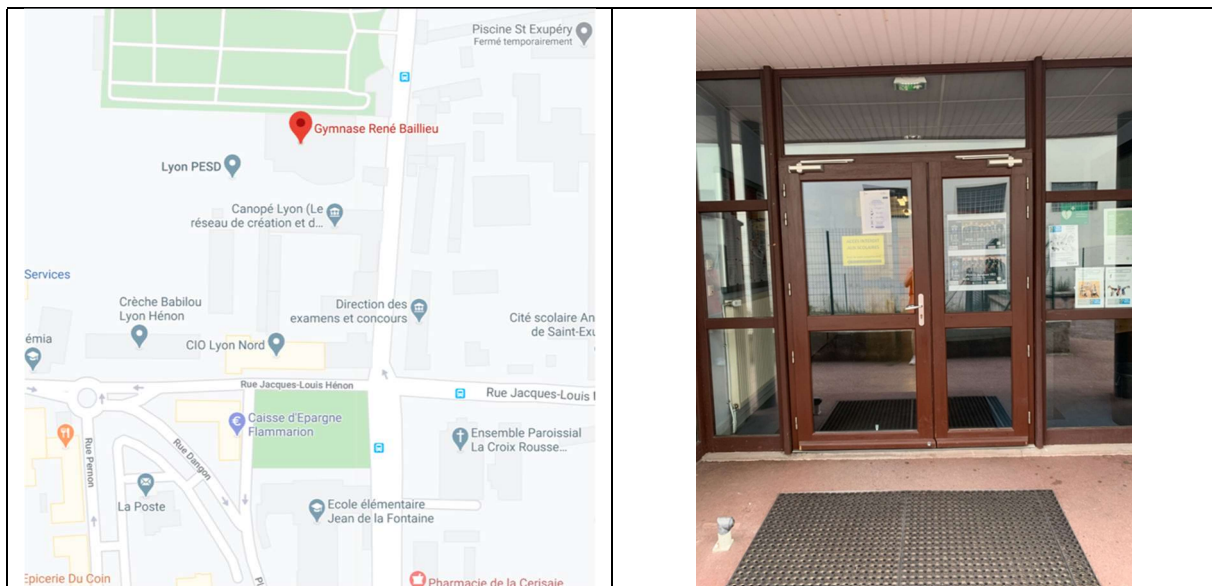 Piscine St Exupéry
Fermé temporairement
Gymnase René Baillieu
Lyon PESD
Canopé Lyon (Le
réseau de création et d...
Services
Crèche Babilou
Lyon Hénon
Direction des
examens et concours
Cité scolaire An
de Saint-Exu
émia
CIO Lyon Nord
Rue Jacques-Louis Hénon
Rue Jacques-Louis H
Caisse d'Epargne
Flammarion
Ensemble Paroissial
La Croix Rousse...
Rue Pernon
Rue Dangon
La Poste
Ecole élémentaire
Jean de la Fontaine
Epicerie Du Coin
Pl
Pharmacie de la Cerisaie